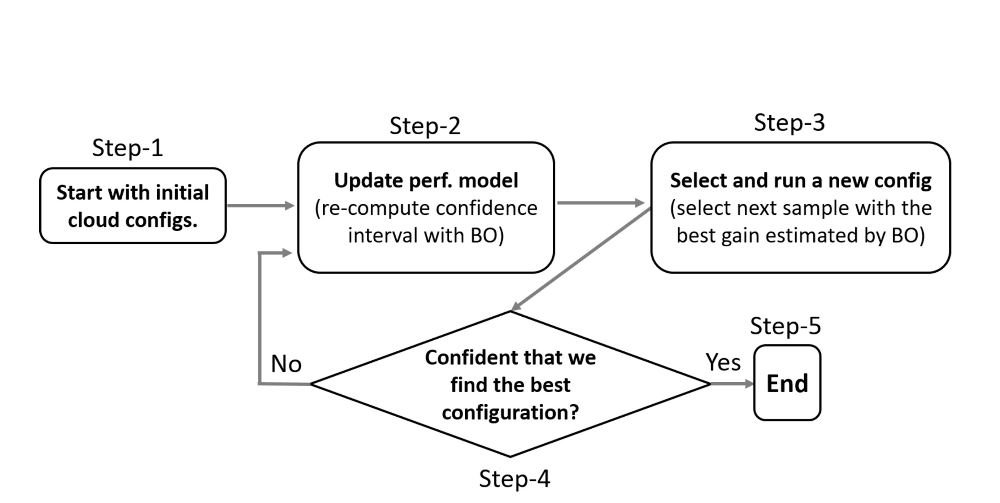 Step-1
Start with initial
cloud configs.
Step-2
Update perf. model
(re-compute confidence
interval with BO)
Step-3
Select and run a new config
(select next sample with the
best gain estimated by BO)
No
Confident that we
find the best
configuration?
Step-4
Yes
Step-5
End